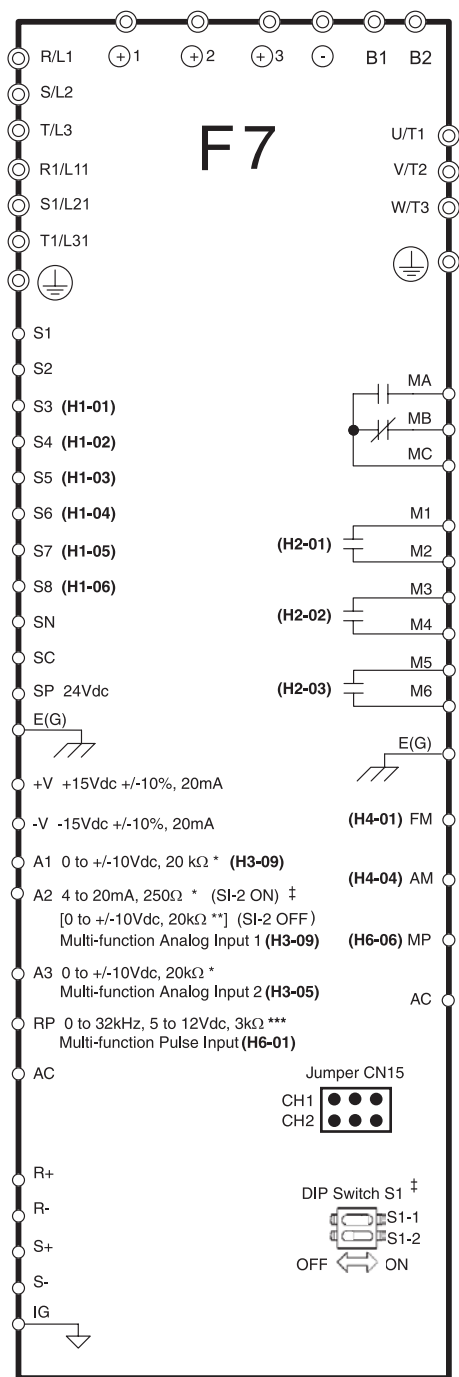 R/L1 +1 +2 +3 - B1 B2
S/L2
T/L3
F7
U/T1
R1/L11
V/T2
S1/L21
W/T3
T1/L31
S1
S2
MA
S3 (H1-01)
MB
S4 (H1-02)
MC
S5 (H1-03)
S6 (H1-04)
M1
S7 (H1-05)
(H2-01)
M2
S8 (H1-06)
M3
SN
(H2-02)
M4
SC
M5
SP 24Vdc
(H2-03)
M6
E(G)
E(G)
+V +15Vdc +/-10%, 20mA
-V -15Vdc +/-10%, 20mA
(H4-01) FM
A1 0 to +/-10Vdc, 20 kΩ * (H3-09)
A2 4 to 20mA, 250Ω * (SI-2 ON) ‡
(H4-04) AM
[0 to +/-10Vdc, 20kΩ **] (SI-2 OFF)
Multi-function Analog Input 1 (H3-09)
(H6-06) MP
A3 0 to +/-10Vdc, 20kΩ *
Multi-function Analog Input 2 (H3-05)
AC
RP 0 to 32kHz, 5 to 12Vdc, 3kΩ ***
Multi-function Pulse Input (H6-01)
AC
Jumper CN15
CH1
CH2
R+
R-
S+
S-
IG
DIP Switch S1 ‡
S1-1
S1-2
OFF ON